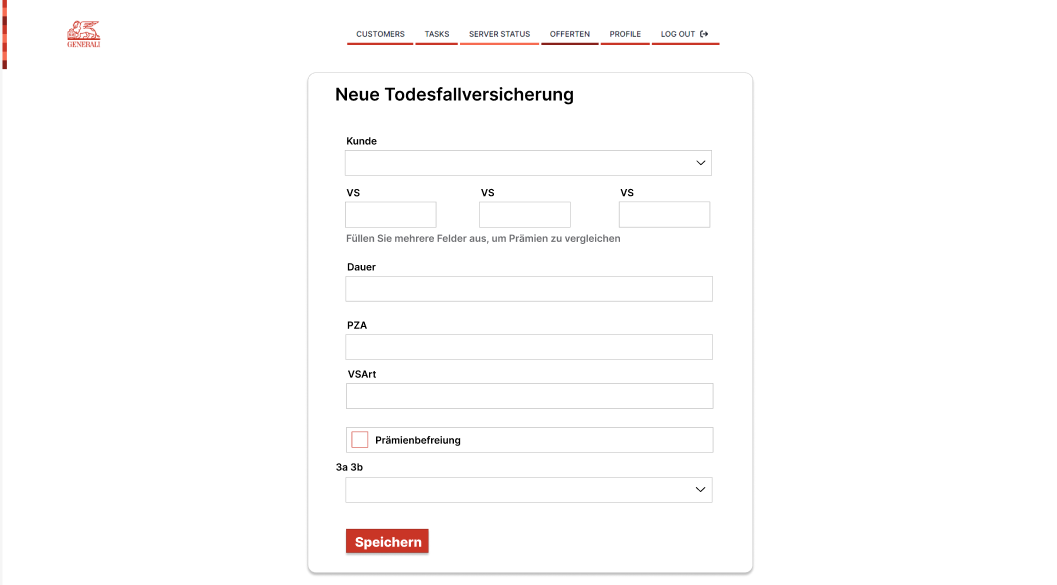 GENERALI
CUSTOMERS TASKS SERVER STATUS OFFERTEN PROFILE LOG OUT
Neue Todesfallversicherung
Kunde
VS VS VS
Füllen Sie mehrere Felder aus, um Prämien zu vergleichen
Dauer
PZA
VSArt
Prämienbefreiung
3a 3b
Speichern